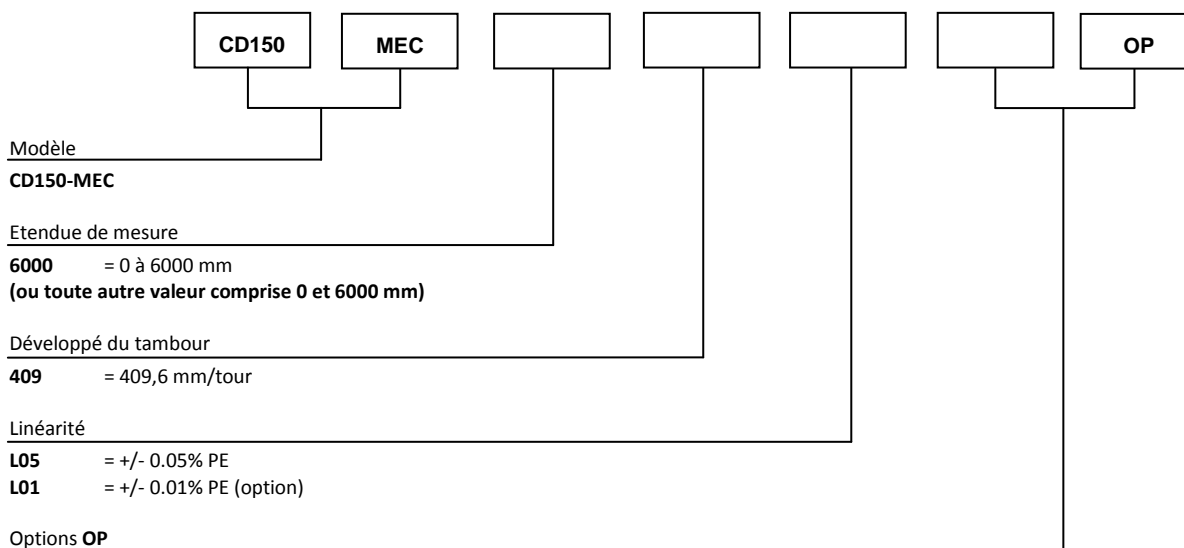 CD150 MEC OP
Modèle
CD150-MEC
Etendue de mesure
6000 = 0 à 6000 mm
(ou toute autre valeur comprise 0 et 6000 mm)
Développé du tambour
409 = 409,6 mm/tour
Linéarité
L05 = +/- 0.05% PE
L01 = +/- 0.01% PE (option)
Options OP